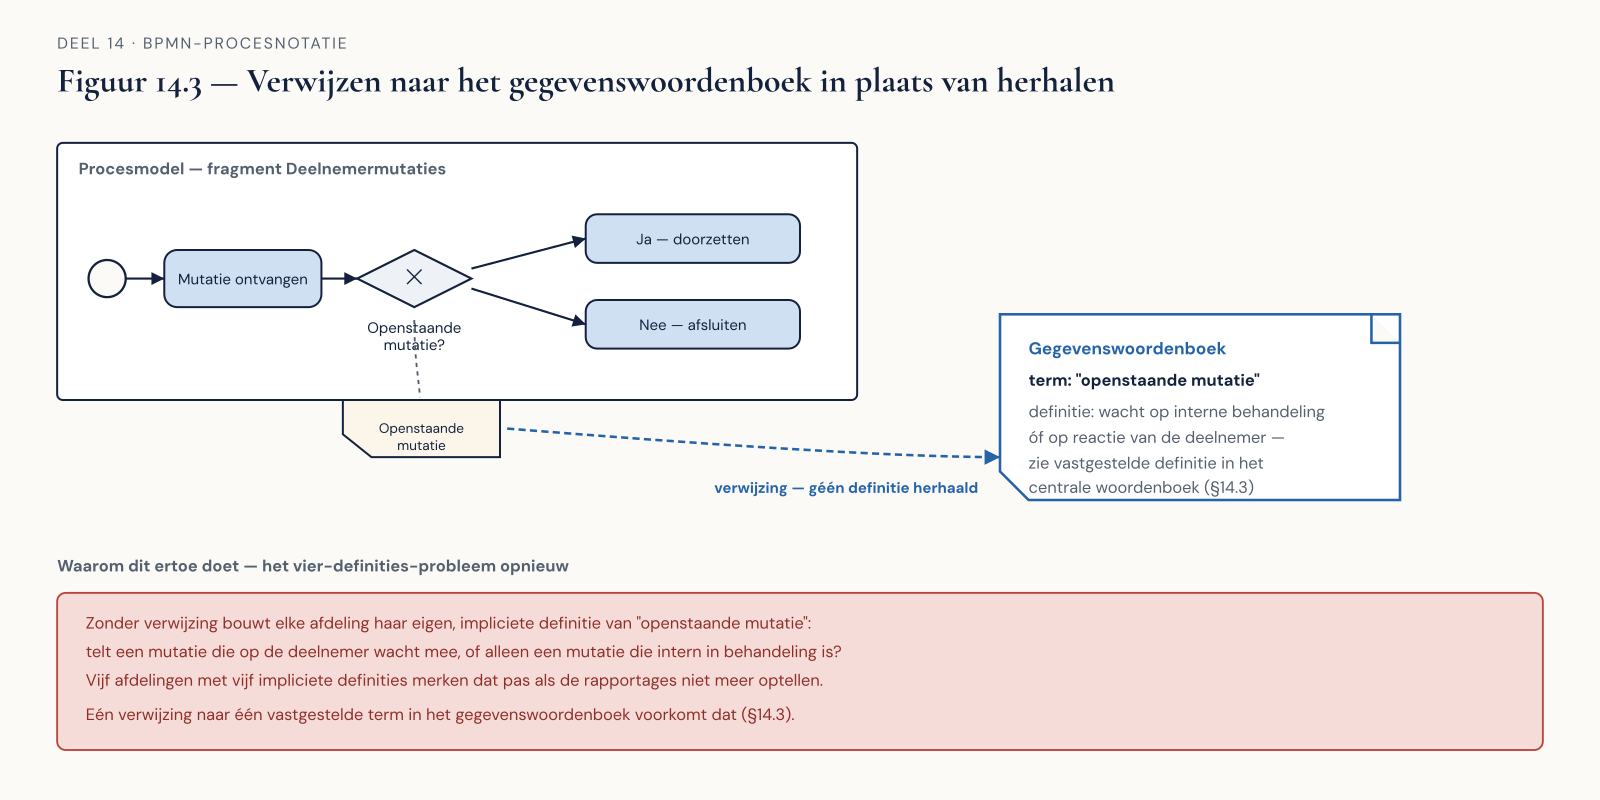 DEEL 14 · BPMN-PROCESNOTATIE
Figuur 14.3 — Verwijzen naar het gegevenswoordenboek in plaats van herhalen
Procesmodel — fragment Deelnemermutaties
Mutatie ontvangen
Openstaande
mutatie?
Ja — doorzetten
Nee — afsluiten
Openstaande
mutatie
verwijzing — géén definitie herhaald
Gegevenswoordenboek
term: "openstaande mutatie"
definitie: wacht op interne behandeling
óf op reactie van de deelnemer —
zie vastgestelde definitie in het
centrale woordenboek (§14.3)
Waarom dit ertoe doet — het vier-definities-probleem opnieuw
Zonder verwijzing bouwt elke afdeling haar eigen, impliciete definitie van "openstaande mutatie":
telt een mutatie die op de deelnemer wacht mee, of alleen een mutatie die intern in behandeling is?
Vijf afdelingen met vijf impliciete definities merken dat pas als de rapportages niet meer optellen.
Eén verwijzing naar één vastgestelde term in het gegevenswoordenboek voorkomt dat (§14.3).